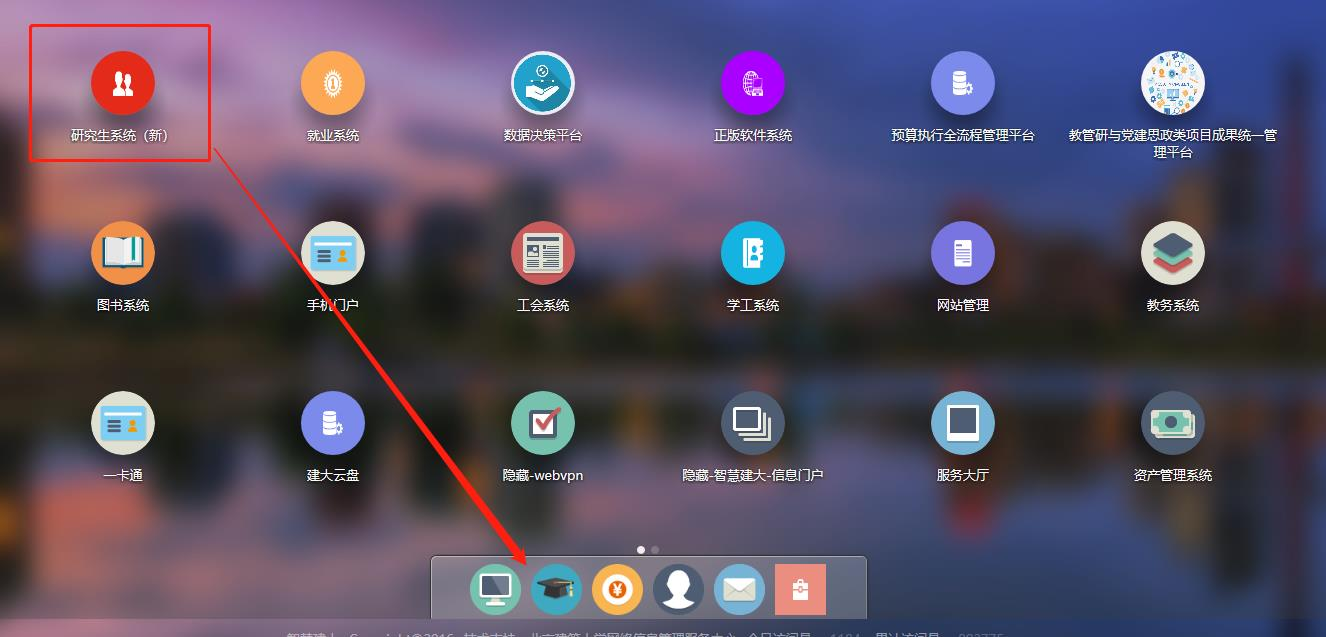 研究生系统（新）
就业系统
数据决策平台
正版软件系统
预算执行全流程管理平台
教管研与党建思政类项目成果统一管
理平台
图书系统
手机门户
工会系统
学工系统
网站管理
教务系统
一卡通
建大云盘
隐藏-webvpn
隐藏-智慧建大-信息门户
服务大厅
资产管理系统